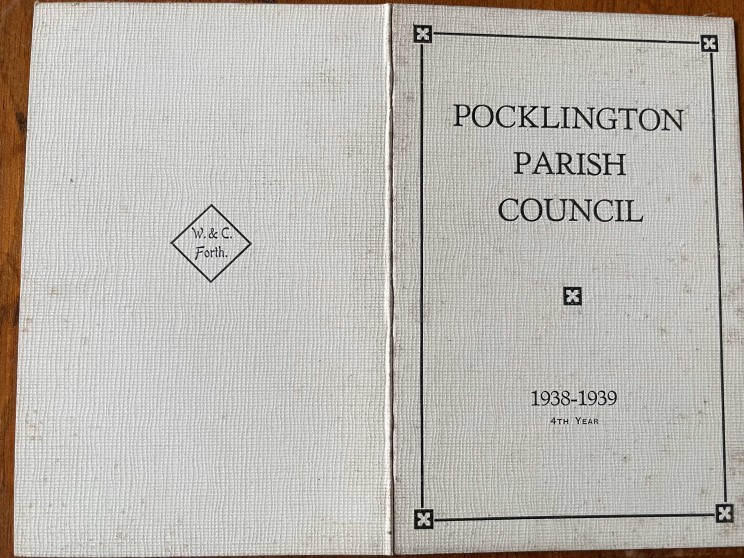 W. & C.
Forth.
POCKLINGTON
PARISH
COUNCIL
1938-1939
4TH YEAR